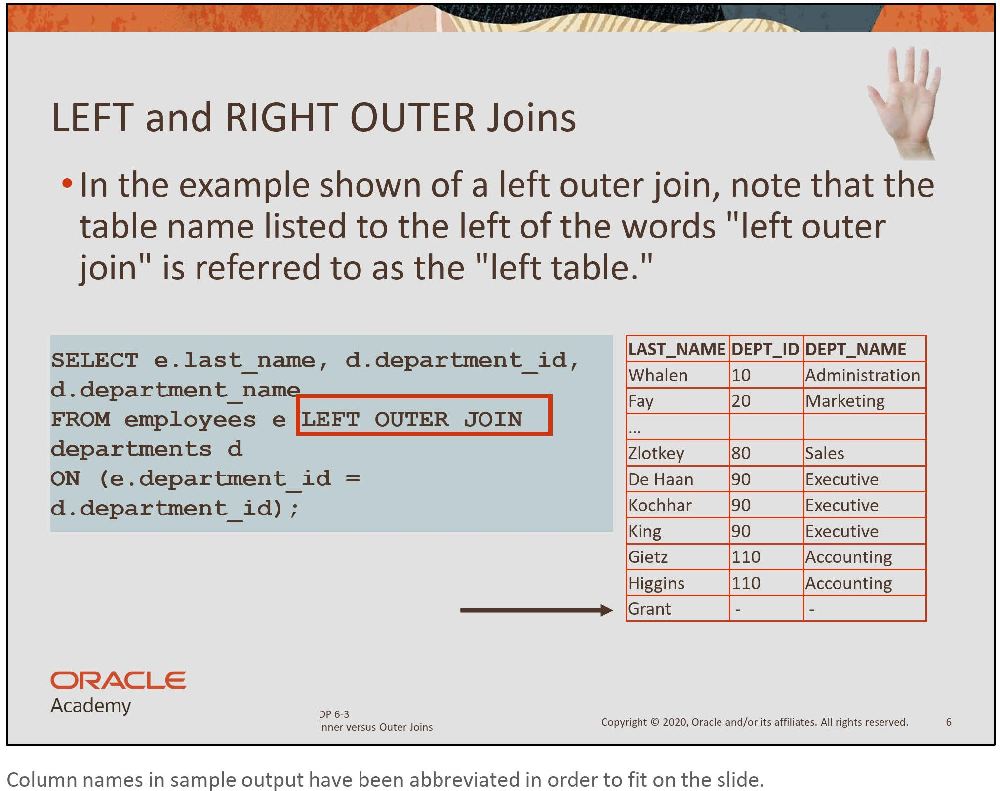 LEFT and RIGHT OUTER Joins
• In the example shown of a left outer join, note that the
table name listed to the left of the words "left outer
join" is referred to as the "left table."
SELECT e.last_name, d.department_id,
d.department_name
FROM employees e LEFT OUTER JOIN
departments d
ON (e.department_id =
d.department_id);
LAST_NAME DEPT_ID DEPT_NAME
Whalen 10 Administration
Fay 20 Marketing
...
Zlotkey 80 Sales
De Haan 90 Executive
Kochhar 90 Executive
King 90 Executive
Gietz 110 Accounting
Higgins 110 Accounting
Grant - -
ORACLE
Academy
DP 6-3
Inner versus Outer Joins
Copyright © 2020, Oracle and/or its affiliates. All rights reserved. 6
Column names in sample output have been abbreviated in order to fit on the slide.